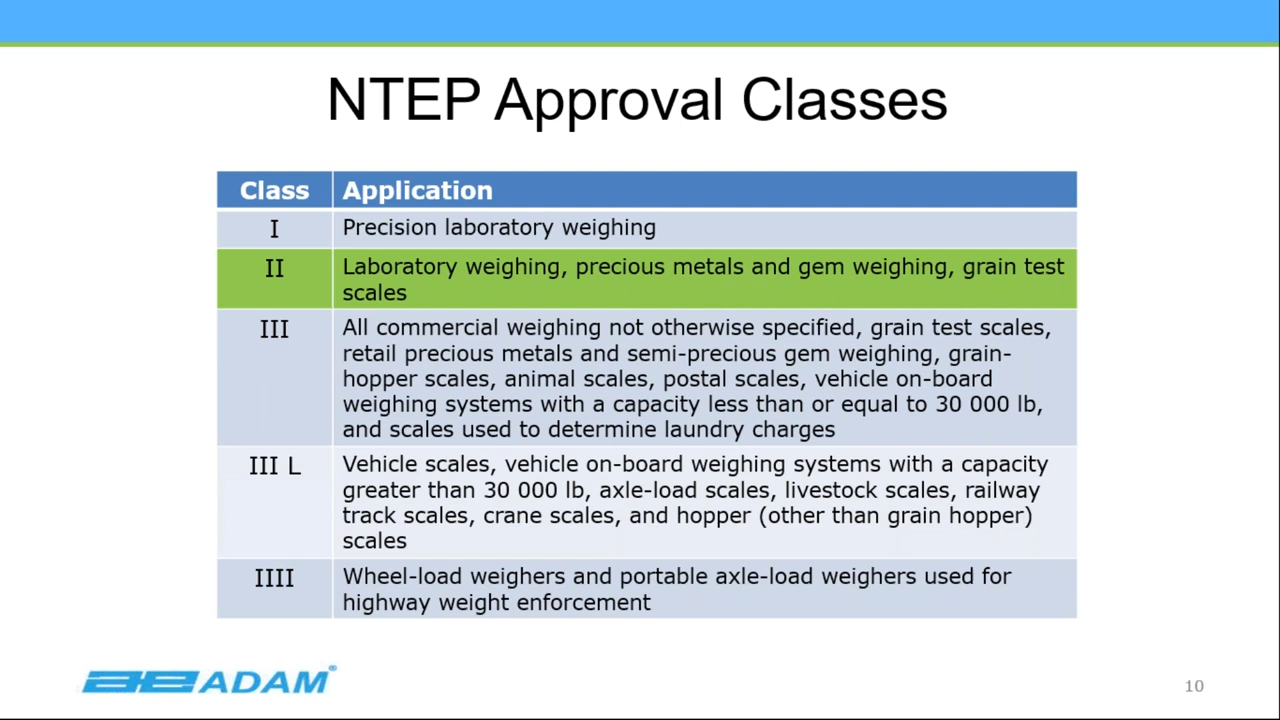 NTEP Approval Classes
Class Application
I Precision laboratory weighing
II Laboratory weighing, precious metals and gem weighing, grain test
scales
III All commercial weighing not otherwise specified, grain test scales,
retail precious metals and semi-precious gem weighing, grain-
hopper scales, animal scales, postal scales, vehicle on-board
weighing systems with a capacity less than or equal to 30 000 lb,
and scales used to determine laundry charges
III L Vehicle scales, vehicle on-board weighing systems with a capacity
greater than 30 000 lb, axle-load scales, livestock scales, railway
track scales, crane scales, and hopper (other than grain hopper)
scales
IIII Wheel-load weighers and portable axle-load weighers used for
highway weight enforcement
ADAM®
10